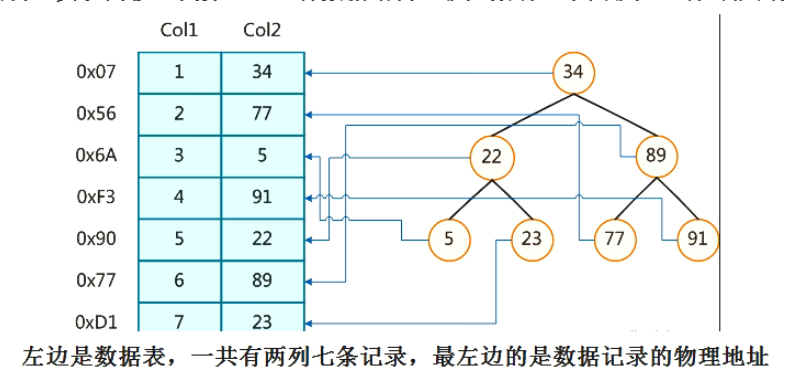 Col1 Col2
0x07 1 34 34
0x56 2 77
0x6A 3 5 22 89
0xF3 4 91
0x90 5 22 5 23 77 91
0x77 6 89
0xD1 7 23
左边是数据表，一共有两列七条记录，最左边的是数据记录的物理地址